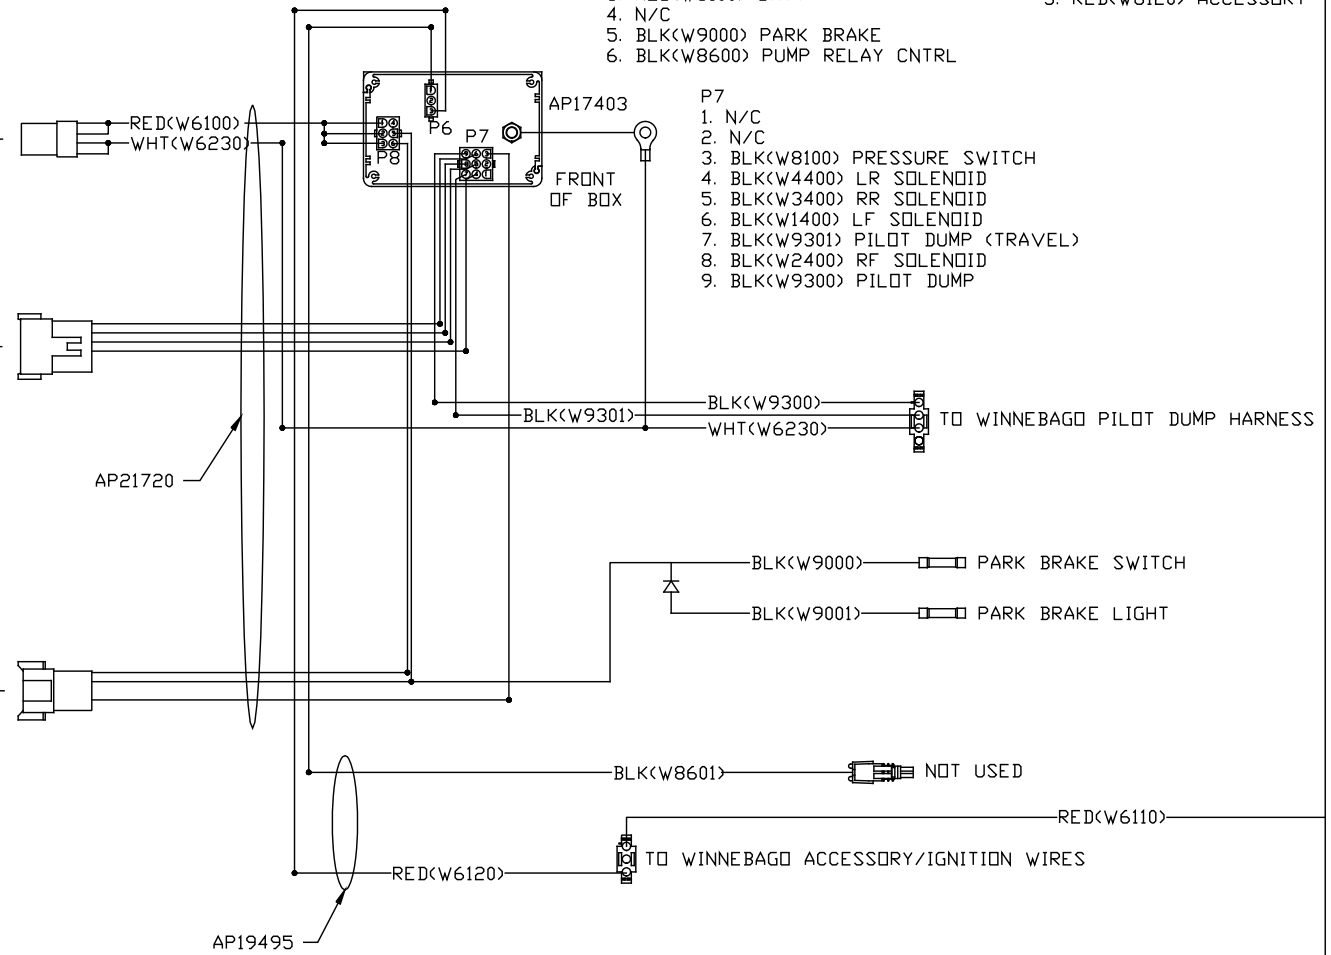 4. N/C
5. BLK(W9000) PARK BRAKE
6. BLK(W8600) PUMP RELAY CNTRL
P7
1. N/C
2. N/C
3. BLK(W8100) PRESSURE SWITCH
4. BLK(W4400) LR SOLENOID
5. BLK(W3400) RR SOLENOID
6. BLK(W1400) LF SOLENOID
7. BLK(W9301) PILOT DUMP (TRAVEL)
8. BLK(W2400) RF SOLENOID
9. BLK(W9300) PILOT DUMP
AP17403
RED(W6100)
WHT(W6230)
P6
P7
P8
FRONT
OF BOX
BLK(W9300)
BLK(W9301)
WHT(W6230)
TO WINNEBAGO PILOT DUMP HARNESS
AP21720
BLK(W9000)
PARK BRAKE SWITCH
BLK(W9001)
PARK BRAKE LIGHT
BLK(W8601)
NOT USED
RED(W6110)
TO WINNEBAGO ACCESSORY/IGNITION WIRES
RED(W6120)
AP19495